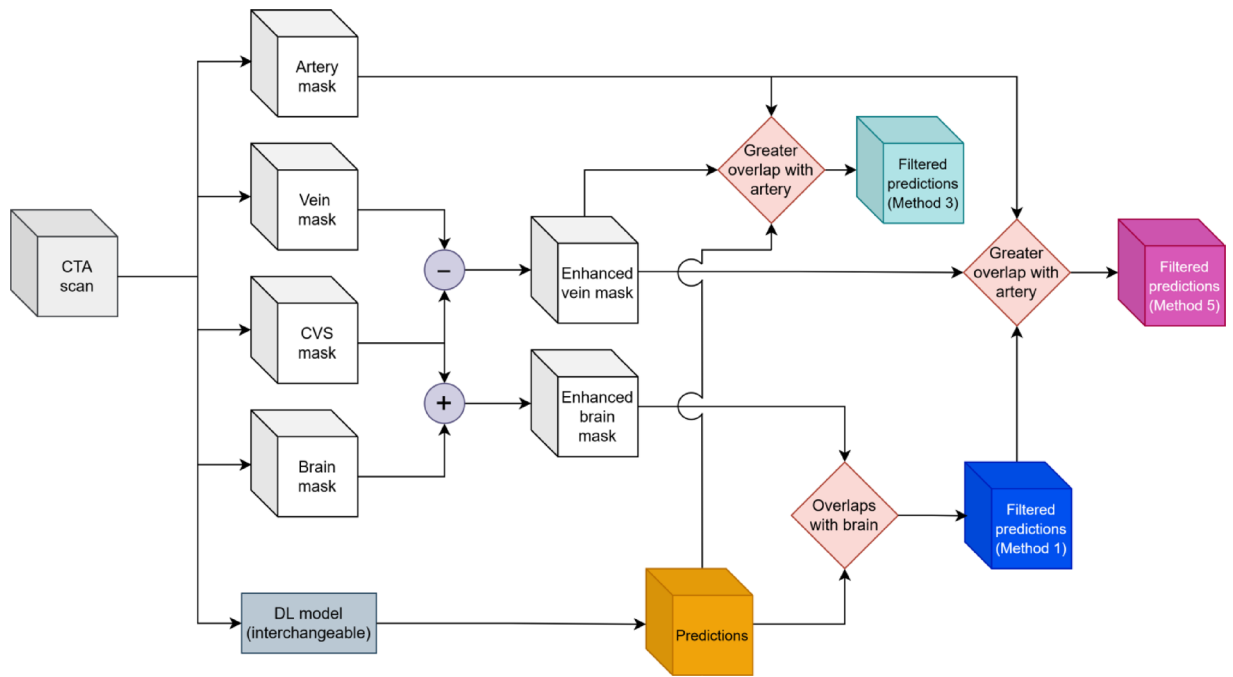 Artery
mask
Vein
mask
CTA
scan
CVS
mask
Brain
mask
DL model
(interchangeable)
−
+
Enhanced
vein mask
Enhanced
brain
mask
Predictions
Greater
overlap with
artery
Filtered
predictions
(Method 3)
Overlaps
with brain
Filtered
predictions
(Method 1)
Greater
overlap with
artery
Filtered
predictions
(Method 5)